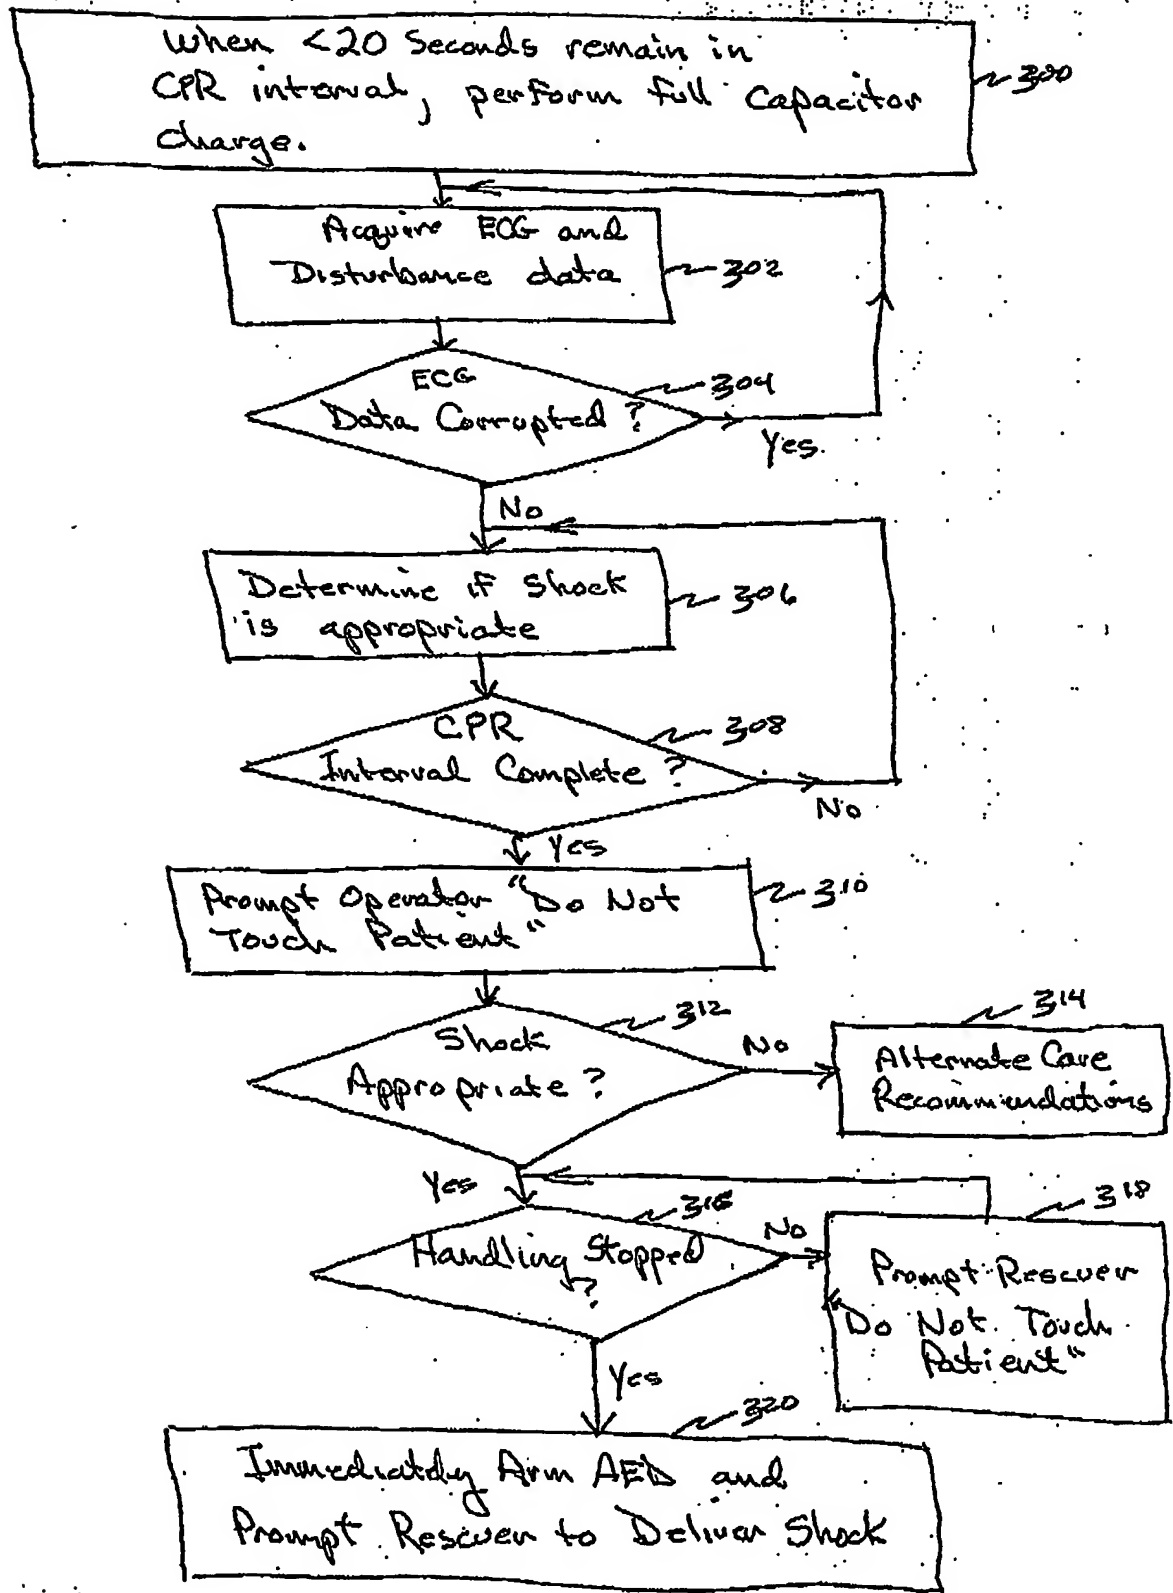 When <20 Seconds remain in
CPR interval, perform full Capacitor
charge.
300
Acquire ECG and
Disturbance data
302
ECG
Data Corrupted ?
304
Yes.
No
Determine if Shock
is appropriate
306
CPR
Interval Complete ?
308
No
Yes
Prompt Operator "Do Not
Touch Patient"
310
Shock
Appropriate ?
312
No
314
Alternate Care
Recommendations
Yes
Handling Stopped
?
316
No
318
Prompt Rescuer
"Do Not Touch
Patient"
Yes
320
Immediately Arm AED and
Prompt Rescuer to Deliver Shock